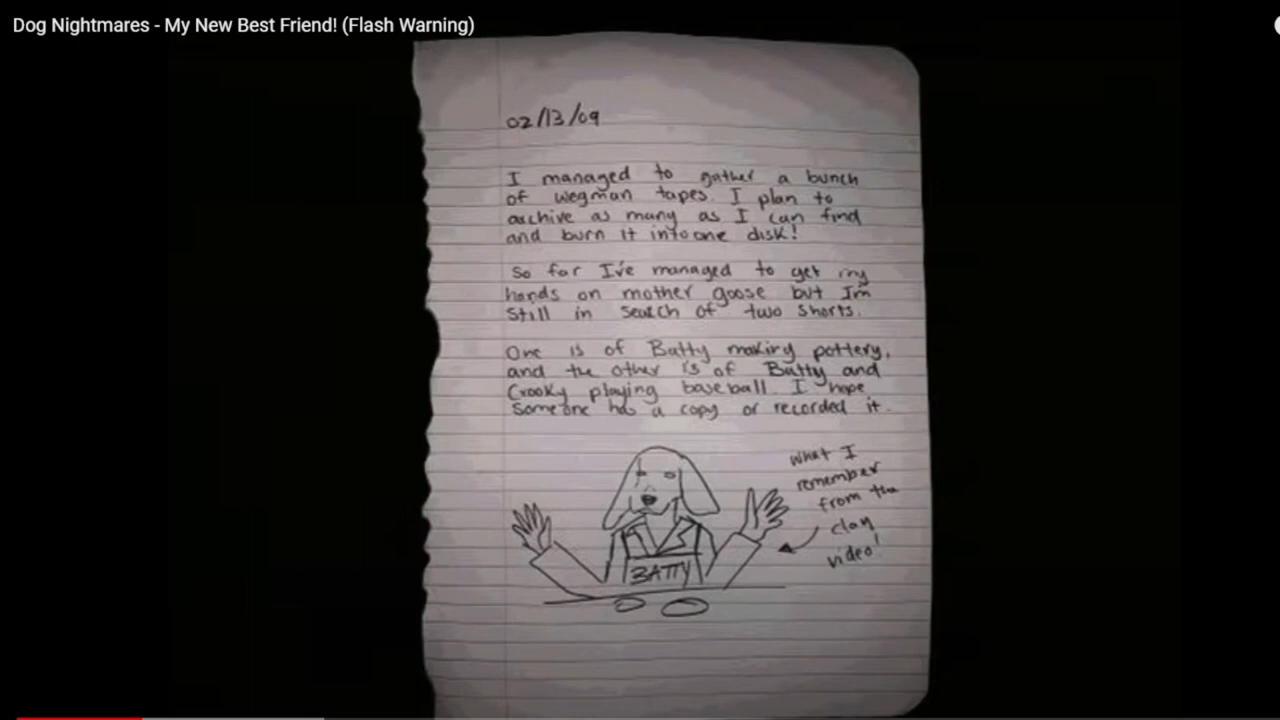 Dog Nightmares - My New Best Friend! (Flash Warning)
02/13/09
I managed to gather a bunch
of wegman tapes. I plan to
archive as many as I can find
and burn it into one disk!
So far I've managed to get my
hands on mother goose but Im
still in search of two shorts.
One is of Batty making pottery,
and the other is of Batty and
Crooky playing baseball. I hope
someone has a copy or recorded it.
what I
remember
from the
clay
video!
BATTY